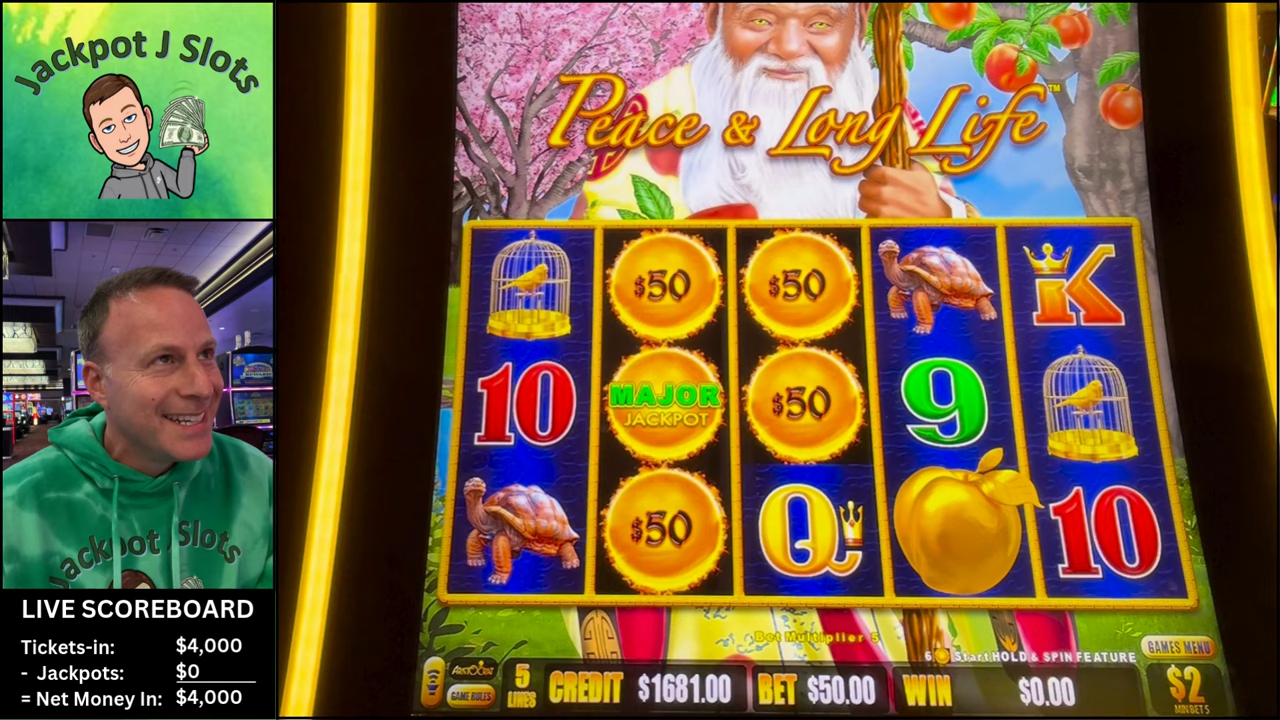 Jackpot J Slots
Peace & Long Life™
$50
$50
K
10
MAJOR
JACKPOT
$50
9
$50
Q
10
Jackpot J Slots
LIVE SCOREBOARD
Tickets-in: $4,000
- Jackpots: $0
= Net Money In: $4,000
Bet Multiplier 5
6 Start HOLD & SPIN FEATURE
GAMES MENU
ARISTOCRAT
GAME RULES
5
LINES
CREDIT $1681.00
BET $50.00
WIN $0.00
$2
MIN BET 5